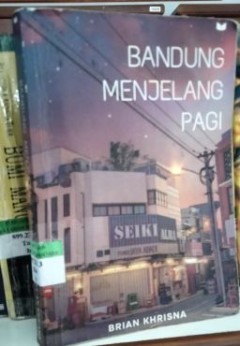 BANDUNG
MENJELANG
PAGI
SEIKI
BRIAN KHRISNA